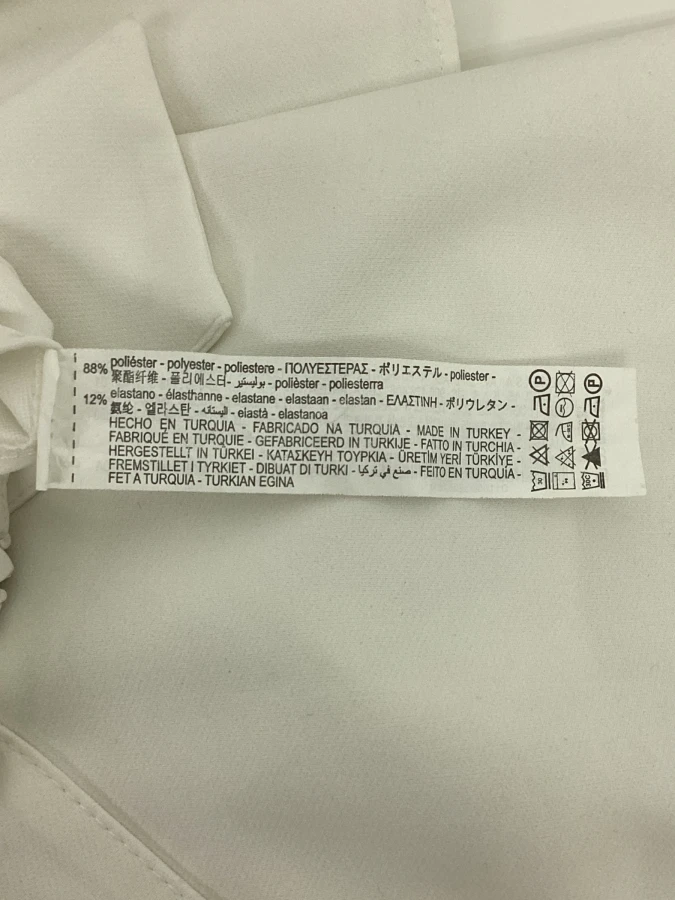 88% poliéster - polyester - poliestere - ΠΟΛΥΕΣΤΕΡΑΣ - ポリエステル - poliester -
聚酯纤维 - 폴리에스터 - بوليستير - polièster - poliesterra
12% elastano - élasthanne - elastane - elastaan - elastan - ΕΛΑΣΤΙΝΗ - ポリウレタン -
氨纶 - 엘라스탄 - اليستانه - elastà - elastanoa
HECHO EN TURQUIA - FABRICADO NA TURQUIA - MADE IN TURKEY -
FABRIQUÉ EN TURQUIE - GEFABRICEERD IN TURKIJE - FATTO IN TURCHIA -
HERGESTELLT IN TÜRKEI - ΚΑΤΑΣΚΕΥΗ ΤΟΥΡΚΙΑ - ÜRETİM YERİ TÜRKİYE -
FREMSTILLET I TYRKIET - DIBUAT DI TURKI - صنع في تركيا - FEITO EN TURQUÍA -
FET A TURQUIA - TURKIAN EGINA